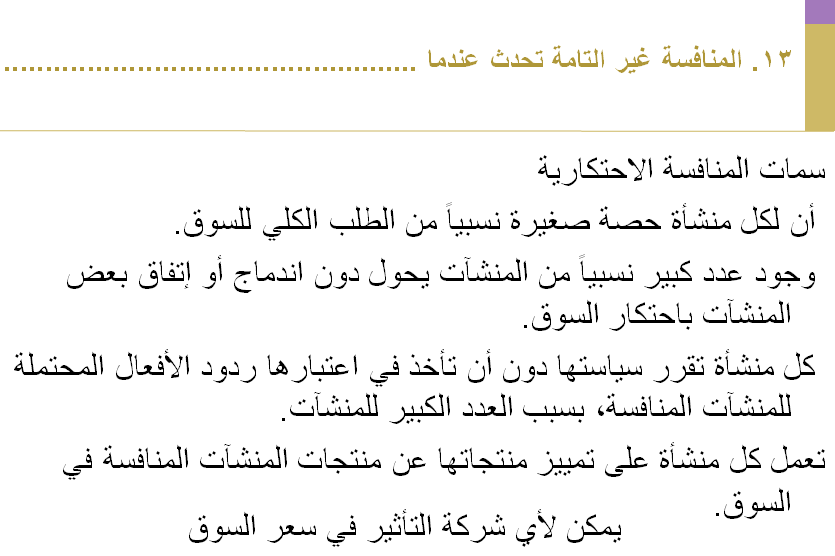 ١٣. المنافسة غير التامة تحدث عندما ..................................................
سمات المنافسة الاحتكارية
أن لكل منشأة حصة صغيرة نسبياً من الطلب الكلي للسوق.
وجود عدد كبير نسبياً من المنشآت يحول دون اندماج أو إتفاق بعض
المنشآت باحتكار السوق.
كل منشأة تقرر سياستها دون أن تأخذ في اعتبارها ردود الأفعال المحتملة
للمنشآت المنافسة، بسبب العدد الكبير للمنشآت.
تعمل كل منشأة على تمييز منتجاتها عن منتجات المنشآت المنافسة في
السوق.
يمكن لأي شركة التأثير في سعر السوق